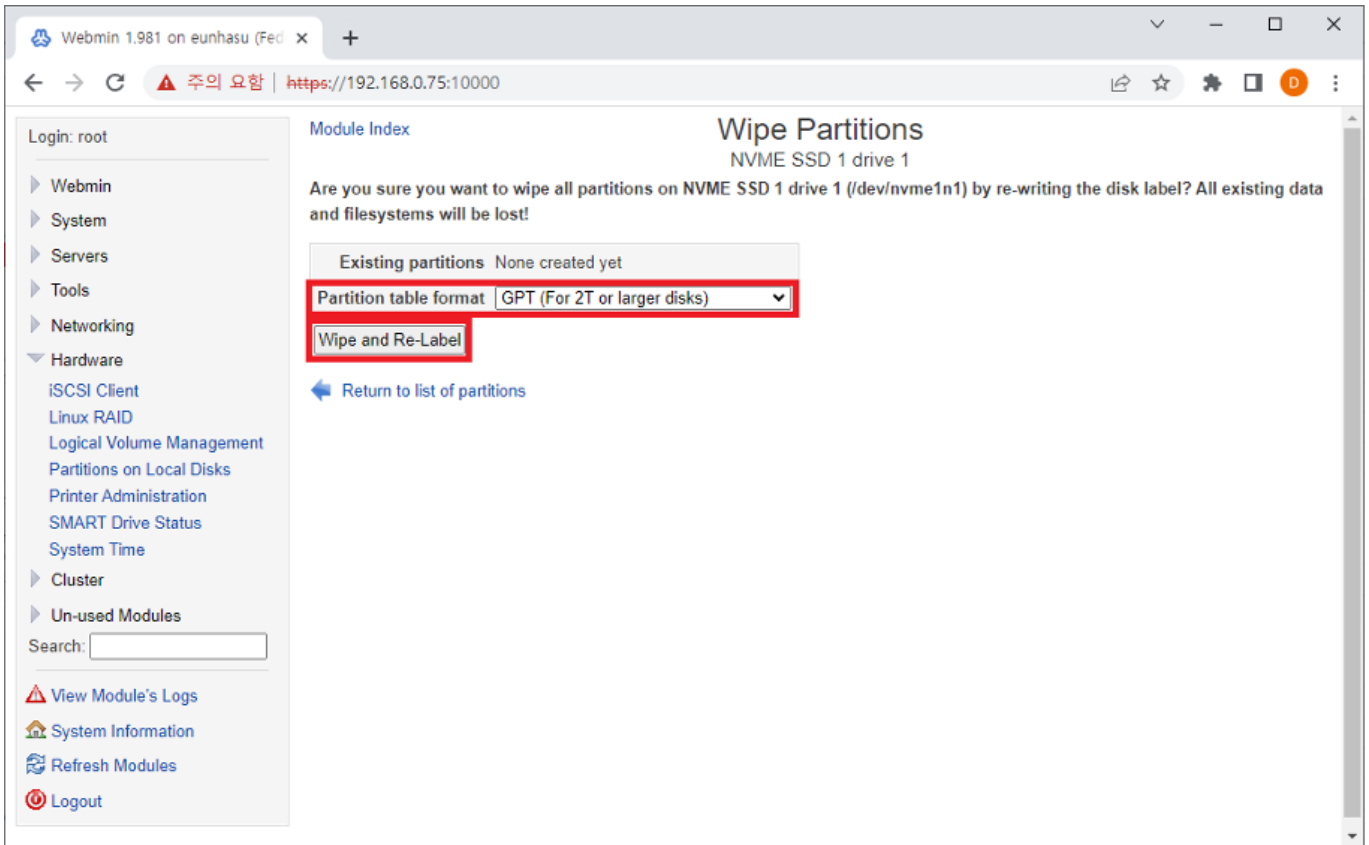 Webmin 1.981 on eunhasu (Fed
주의 요함 | https://192.168.0.75:10000
D
Login: root
Webmin
System
Servers
Tools
Networking
Hardware
iSCSI Client
Linux RAID
Logical Volume Management
Partitions on Local Disks
Printer Administration
SMART Drive Status
System Time
Cluster
Un-used Modules
Search:
View Module's Logs
System Information
Refresh Modules
Logout
Module Index
Wipe Partitions
NVME SSD 1 drive 1
Are you sure you want to wipe all partitions on NVME SSD 1 drive 1 (/dev/nvme1n1) by re-writing the disk label? All existing data
and filesystems will be lost!
Existing partitions None created yet
Partition table format GPT (For 2T or larger disks)
Wipe and Re-Label
Return to list of partitions